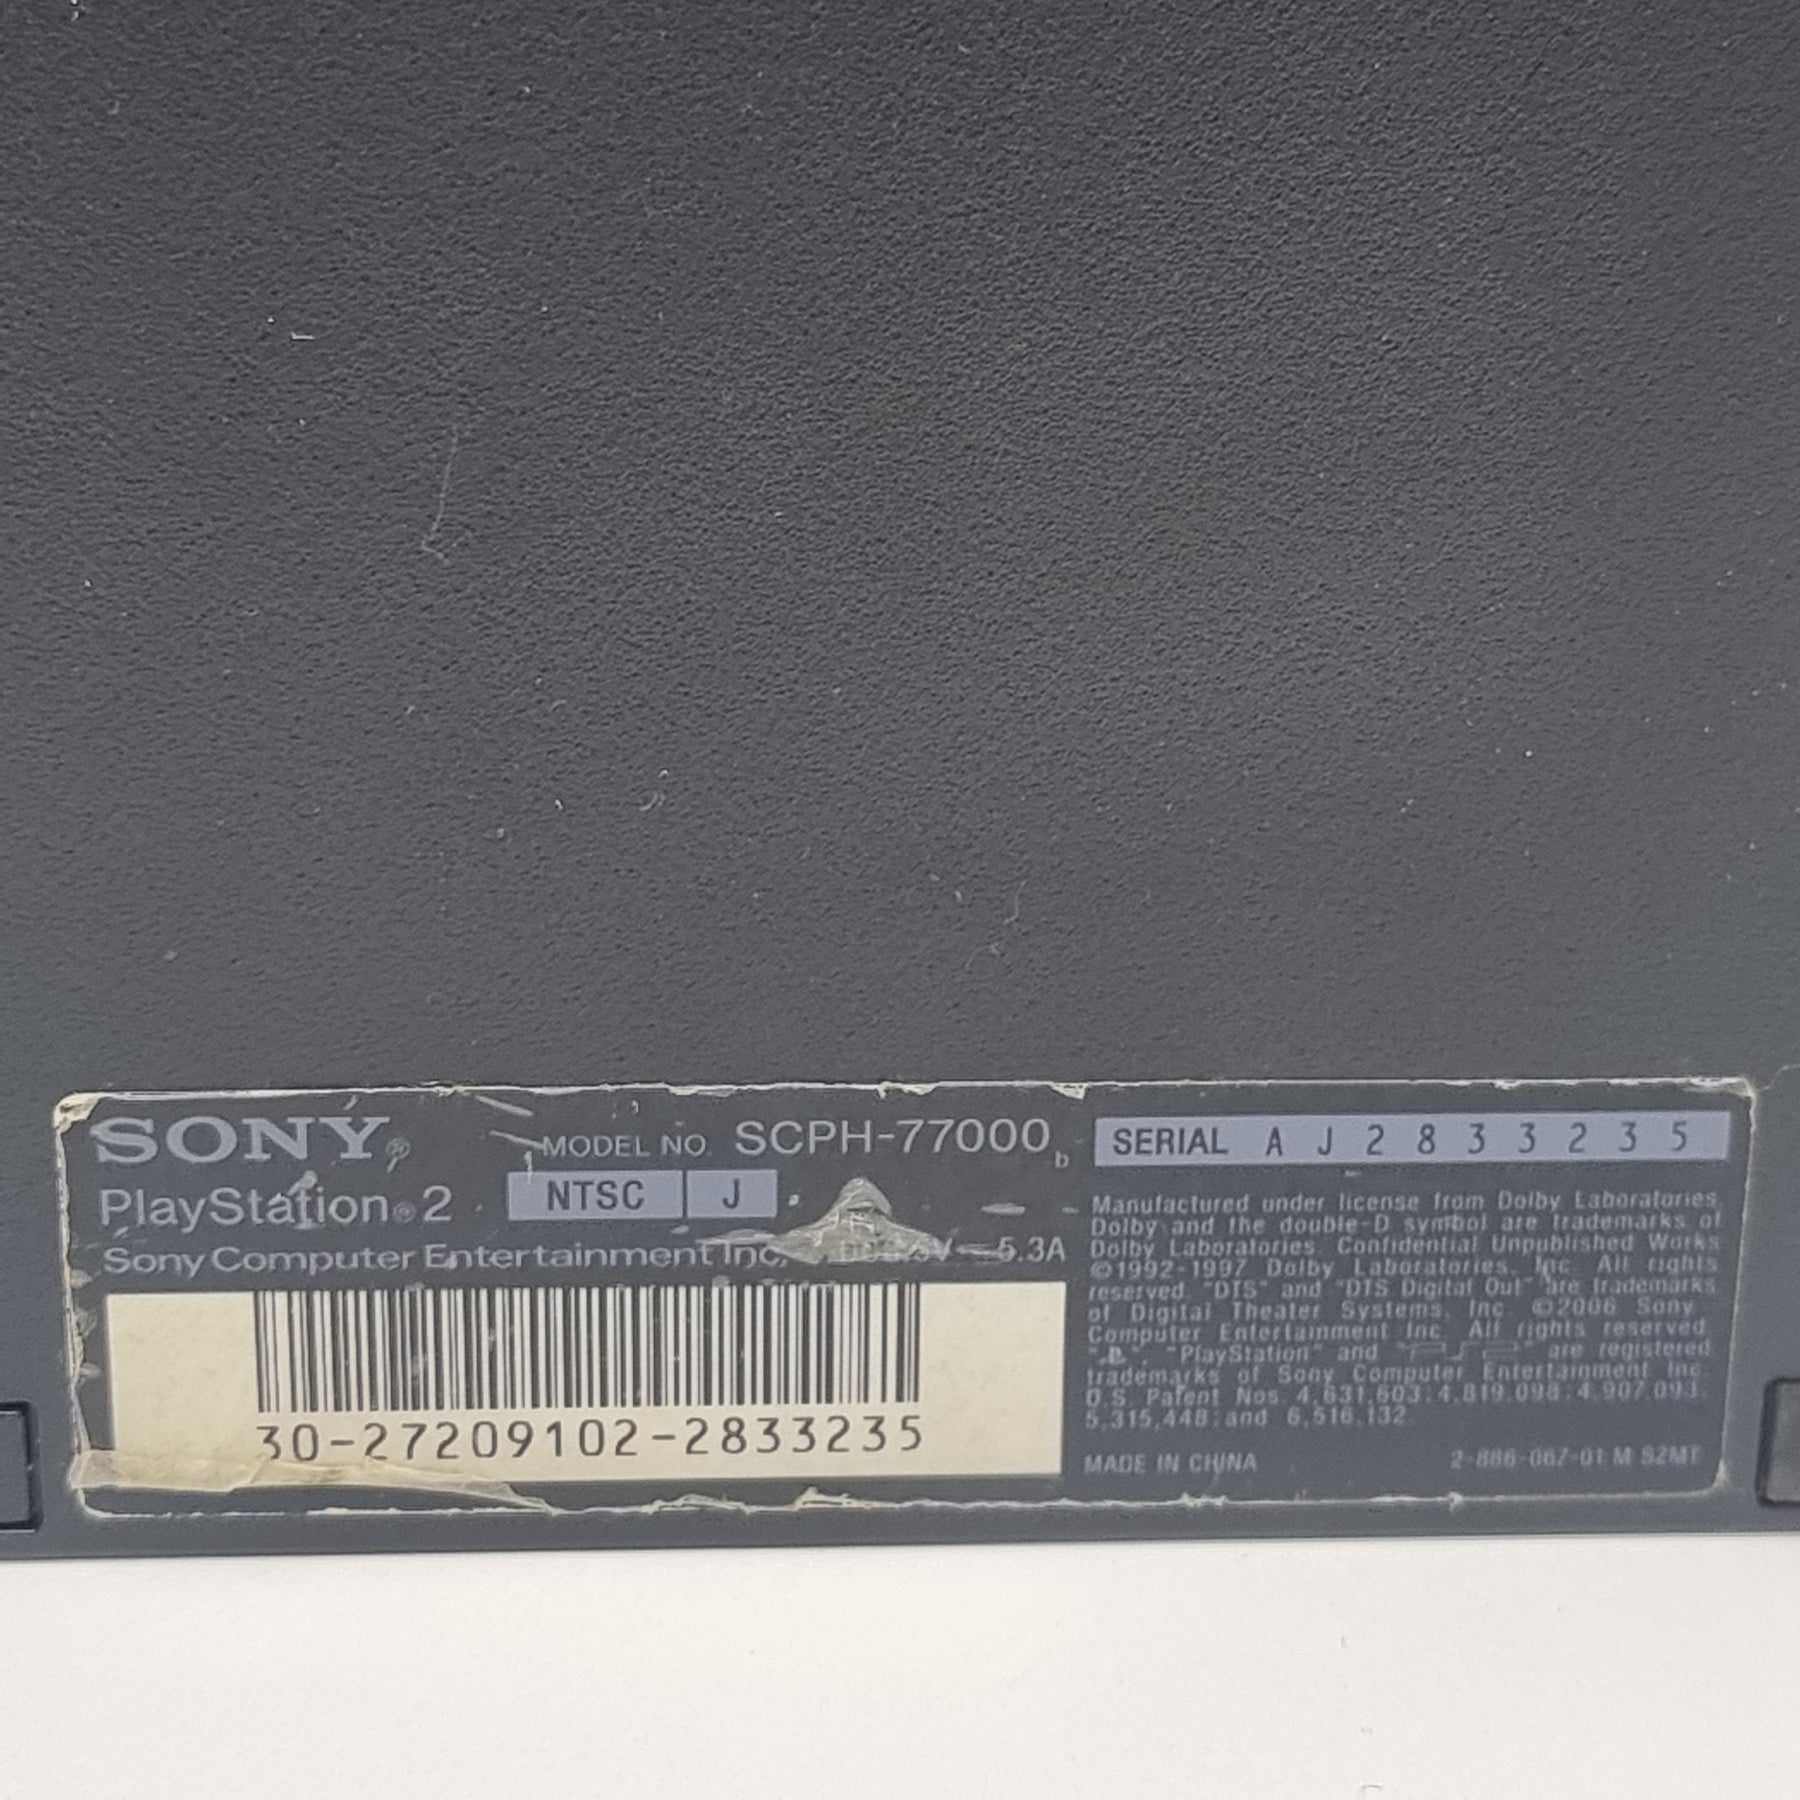 SONY®
MODEL NO. SCPH-77000 b
PlayStation®2
NTSC J
Sony Computer Entertainment Inc. 5.3A
30-27209102-2833235
SERIAL A J 2 8 3 3 2 3 5
Manufactured under license from Dolby Laboratories.
Dolby and the double-D symbol are trademarks of
Dolby Laboratories. Confidential Unpublished Works
©1992-1997 Dolby Laboratories, Inc. All rights
reserved. "DTS" and "DTS Digital Out" are trademarks
of Digital Theater Systems, Inc. ©2006 Sony
Computer Entertainment Inc. All rights reserved.
"PlayStation" and " " are registered
trademarks of Sony Computer Entertainment Inc.
U.S. Patent Nos. 4,631,603; 4,819,098; 4,907,093;
5,315,448; and 6,516,132.
MADE IN CHINA
2-886-067-01 M SZMT